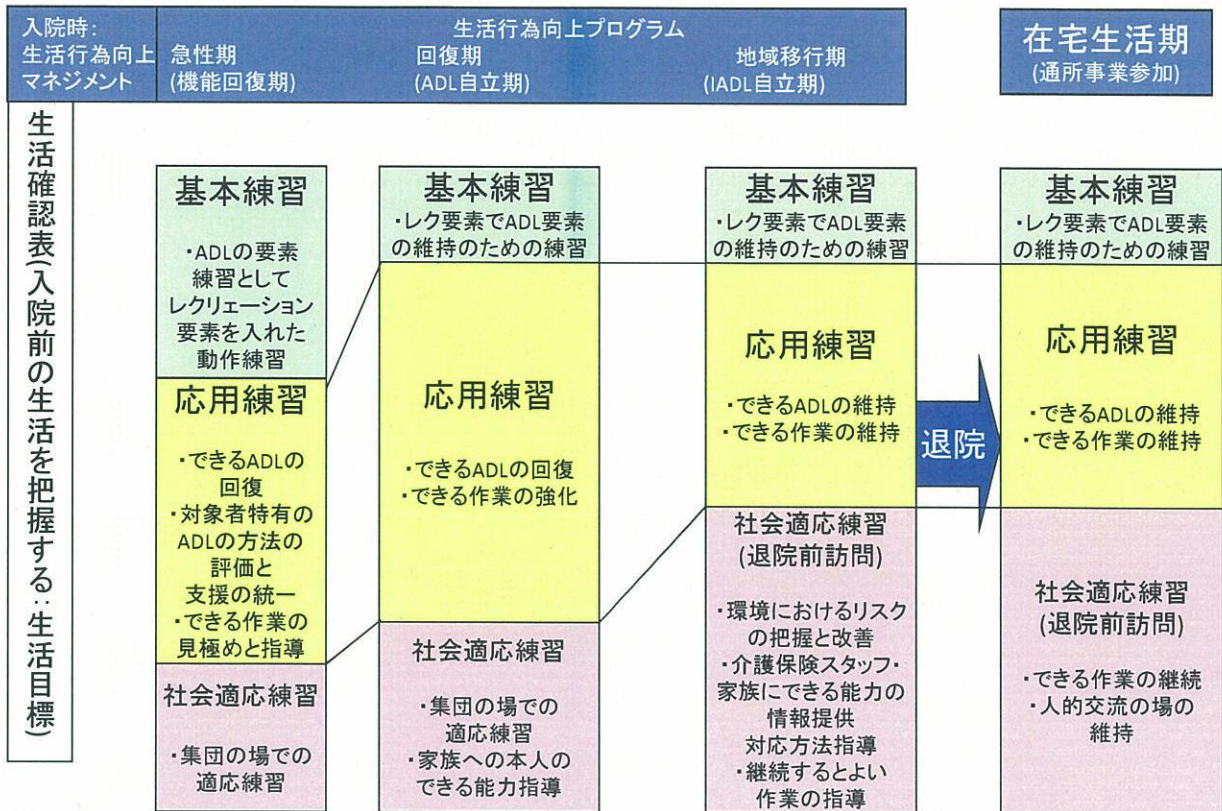 入院時:
生活行為向上
マネジメント
生活行為向上プログラム
急性期
(機能回復期)
回復期
(ADL自立期)
地域移行期
(IADL自立期)
在宅生活期
(通所事業参加)
生活確認表(入院前の生活を把握する:生活目標)
基本練習
・ADLの要素
練習として
レクリェーション
要素を入れた
動作練習
応用練習
・できるADLの
回復
・対象者特有の
ADLの方法の
評価と
支援の統一
・できる作業の
見極めと指導
社会適応練習
・集団の場での
適応練習
基本練習
・レク要素でADL要素
の維持のための練習
応用練習
・できるADLの回復
・できる作業の強化
社会適応練習
・集団の場での
適応練習
・家族への本人の
できる能力指導
基本練習
・レク要素でADL要素
の維持のための練習
応用練習
・できるADLの維持
・できる作業の維持
社会適応練習
(退院前訪問)
・環境におけるリスク
の把握と改善
・介護保険スタッフ・
家族にできる能力の
情報提供
対応方法指導
・継続するとよい
作業の指導
退院
基本練習
・レク要素でADL要素
の維持のための練習
応用練習
・できるADLの維持
・できる作業の維持
社会適応練習
(退院前訪問)
・できる作業の継続
・人的交流の場の
維持